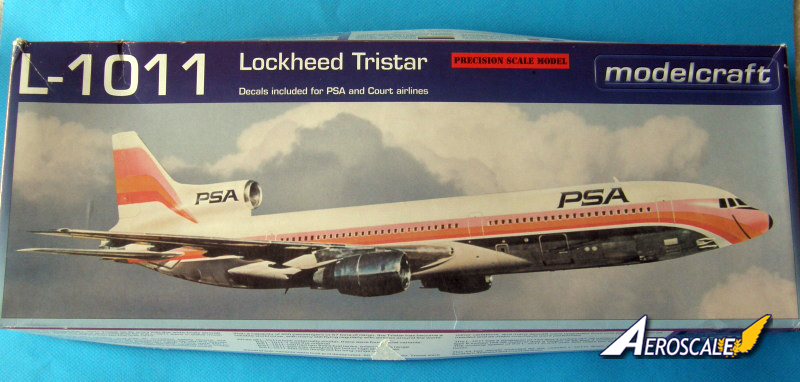 L-1011
Lockheed Tristar
PRECISION SCALE MODEL
modelcraft
Decals included for PSA and Court airlines
PSA
PSA
AEROSCALE